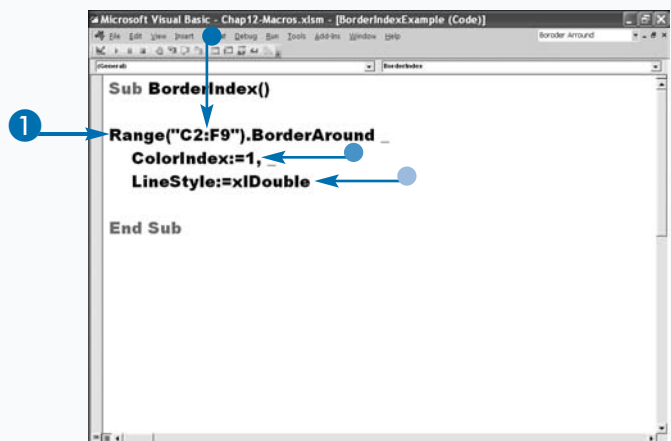 Microsoft Visual Basic - Chap12-Macros.xlsm - [BorderIndexExample (Code)]
File Edit View Insert Debug Run Tools Add-Ins Window Help Boroder Arround
(General) BorderIndex
Sub BorderIndex()
1
Range("C2:F9").BorderAround _
ColorIndex:=1, _
LineStyle:=xlDouble
End Sub